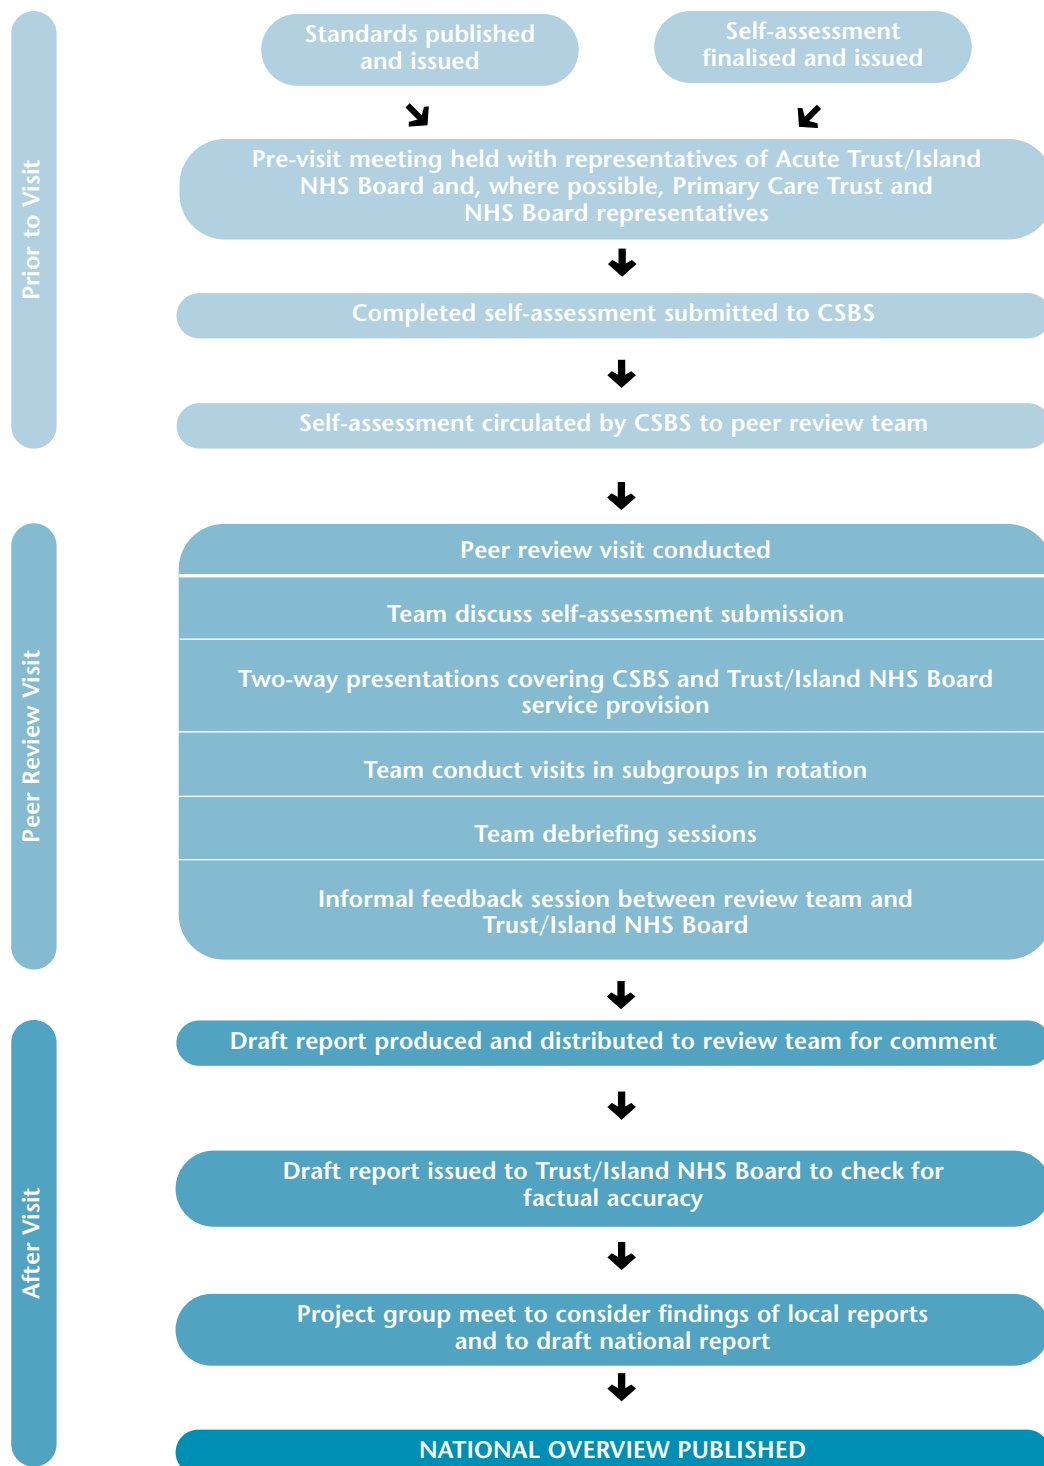 Standards published
and issued
Self-assessment
finalised and issued
Prior to Visit
Pre-visit meeting held with representatives of Acute Trust/Island
NHS Board and, where possible, Primary Care Trust and
NHS Board representatives
Completed self-assessment submitted to CSBS
Self-assessment circulated by CSBS to peer review team
Peer Review Visit
Peer review visit conducted
Team discuss self-assessment submission
Two-way presentations covering CSBS and Trust/Island NHS Board
service provision
Team conduct visits in subgroups in rotation
Team debriefing sessions
Informal feedback session between review team and
Trust/Island NHS Board
After Visit
Draft report produced and distributed to review team for comment
Draft report issued to Trust/Island NHS Board to check for
factual accuracy
Project group meet to consider findings of local reports
and to draft national report
NATIONAL OVERVIEW PUBLISHED